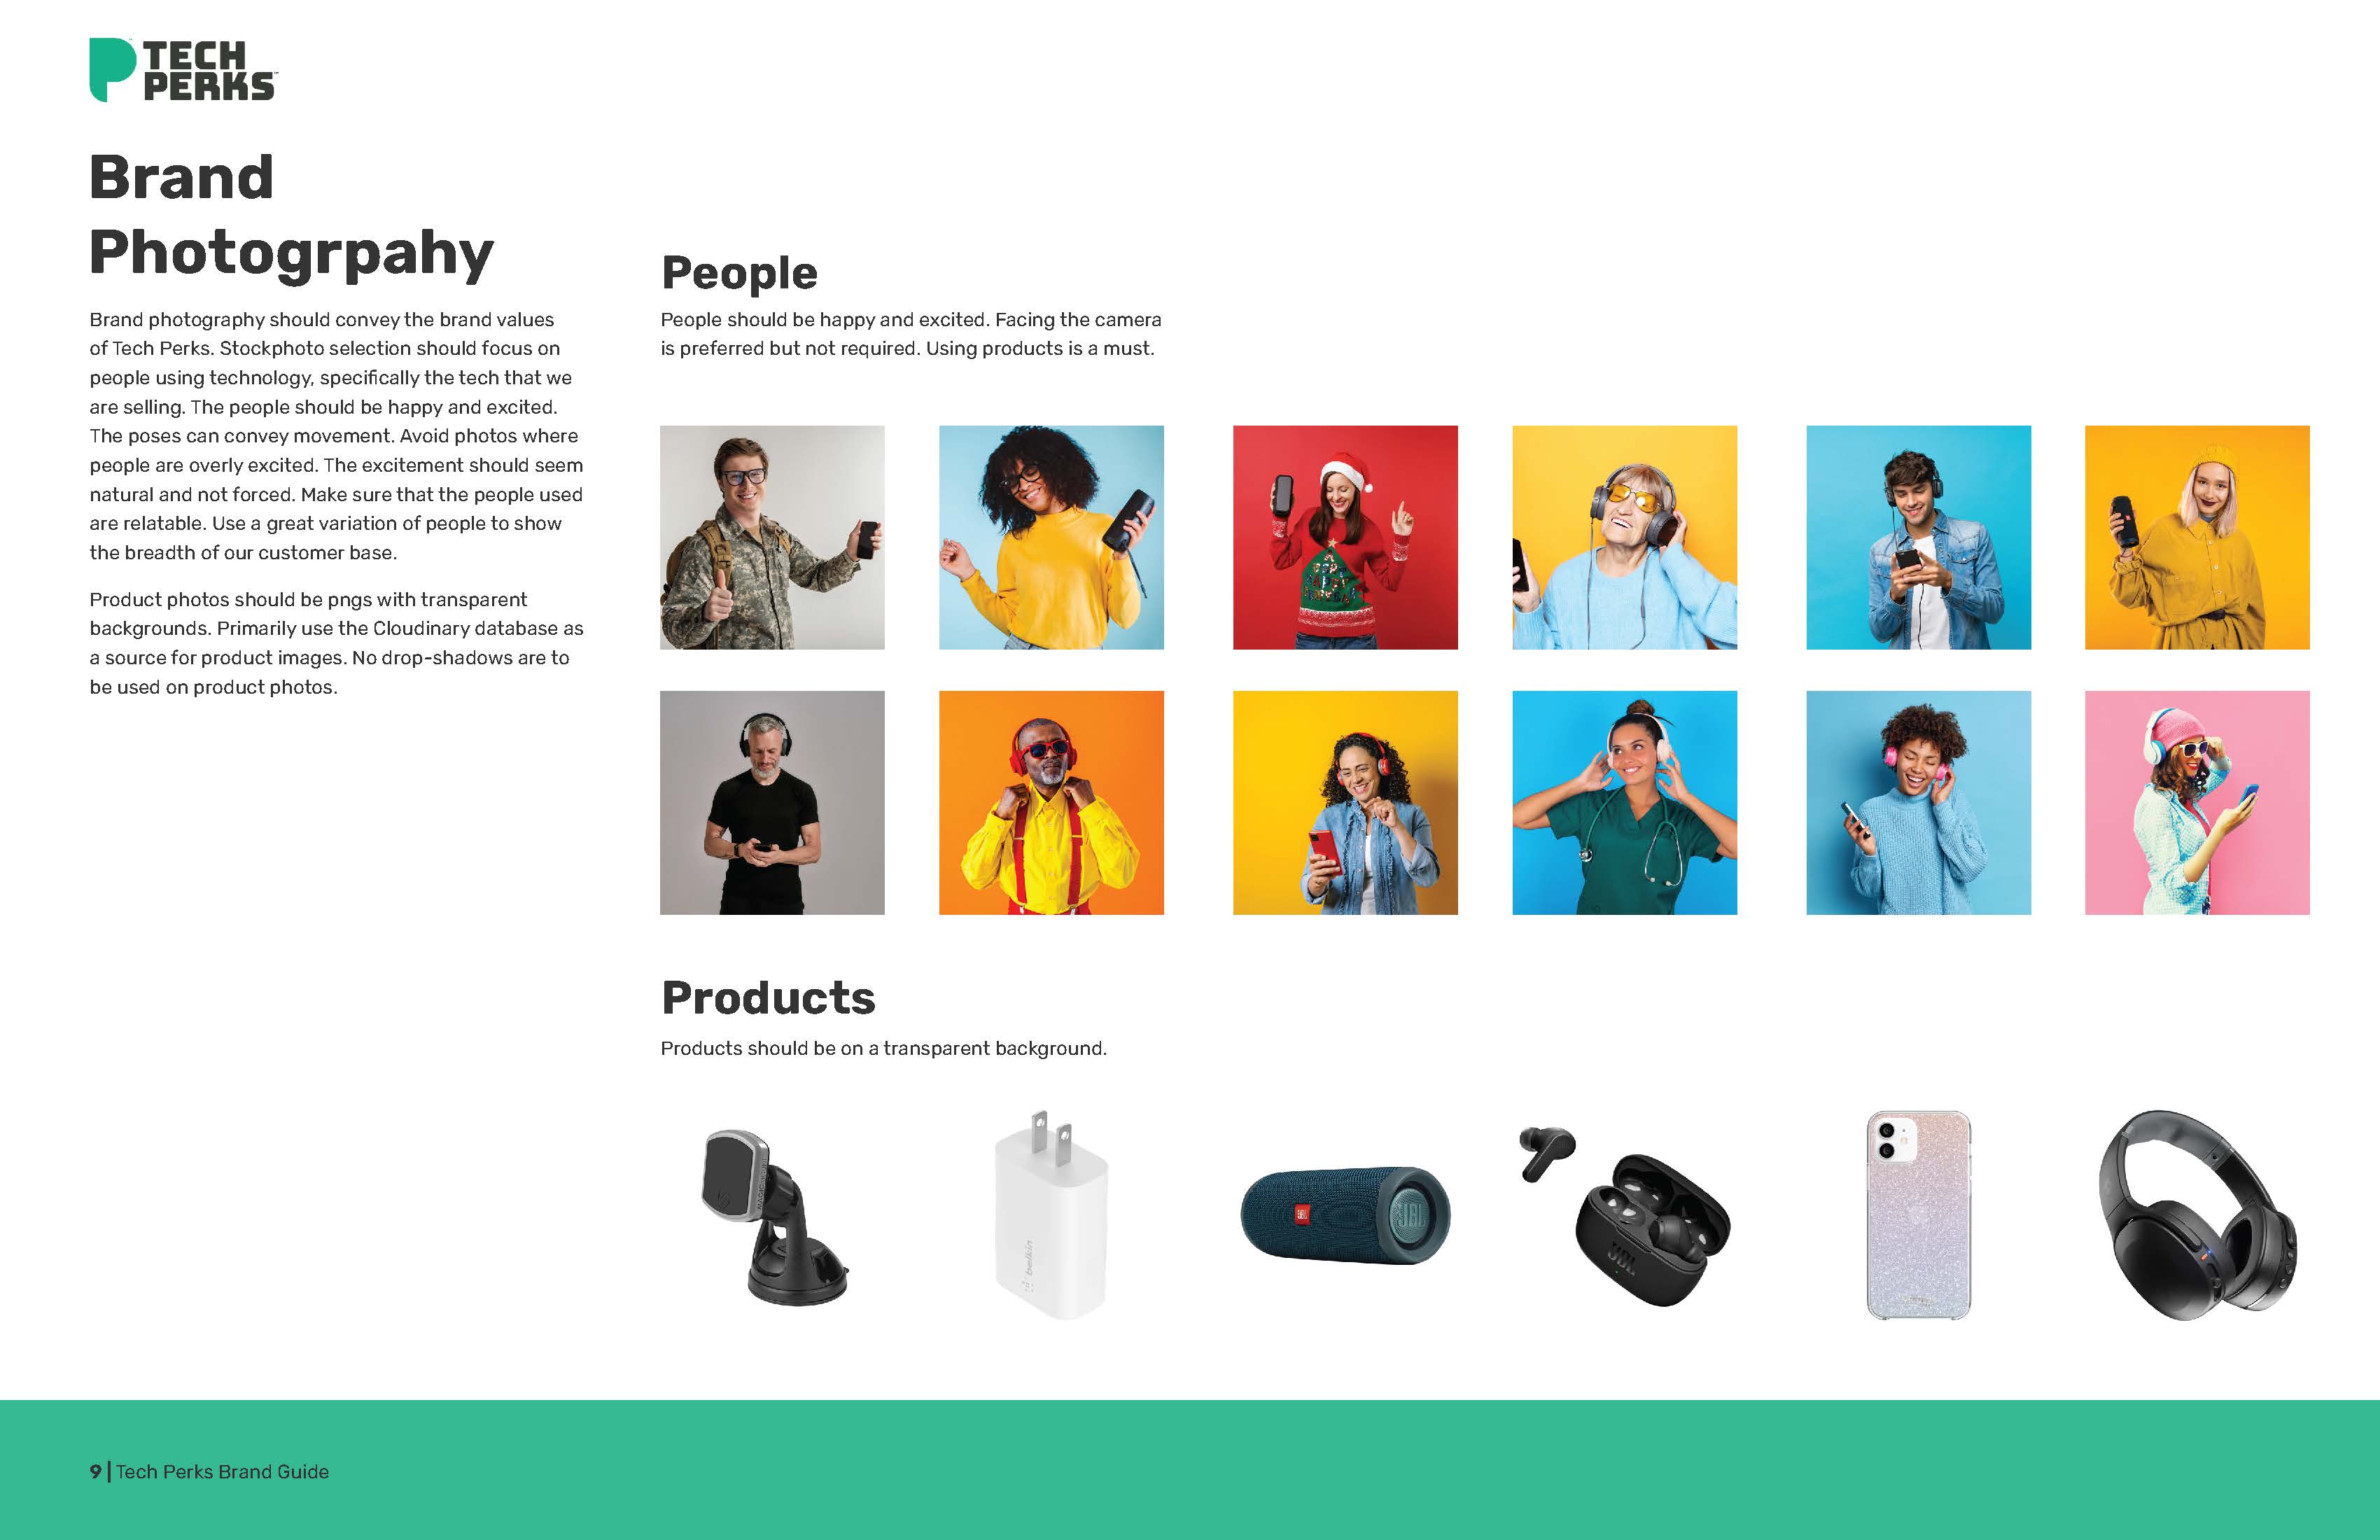 TECH
PERKS
Brand
Photogrpahy
Brand photography should convey the brand values
of Tech Perks. Stockphoto selection should focus on
people using technology, specifically the tech that we
are selling. The people should be happy and excited.
The poses can convey movement. Avoid photos where
people are overly excited. The excitement should seem
natural and not forced. Make sure that the people used
are relatable. Use a great variation of people to show
the breadth of our customer base.
Product photos should be pngs with transparent
backgrounds. Primarily use the Cloudinary database as
a source for product images. No drop-shadows are to
be used on product photos.
People
People should be happy and excited. Facing the camera
is preferred but not required. Using products is a must.
Products
Products should be on a transparent background.
belkin
JBL
JBL
JBL
9 | Tech Perks Brand Guide